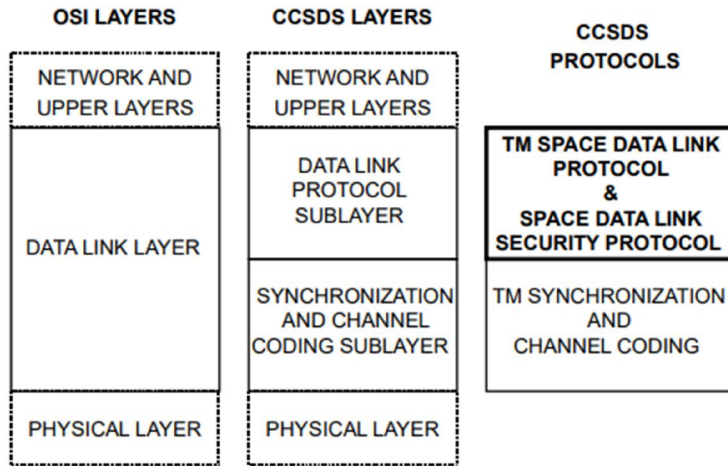 OSI LAYERS
CCSDS LAYERS
CCSDS
PROTOCOLS
NETWORK AND
UPPER LAYERS
NETWORK AND
UPPER LAYERS
DATA LINK LAYER
DATA LINK
PROTOCOL
SUBLAYER
TM SPACE DATA LINK
PROTOCOL
&
SPACE DATA LINK
SECURITY PROTOCOL
SYNCHRONIZATION
AND CHANNEL
CODING SUBLAYER
TM SYNCHRONIZATION
AND
CHANNEL CODING
PHYSICAL LAYER
PHYSICAL LAYER